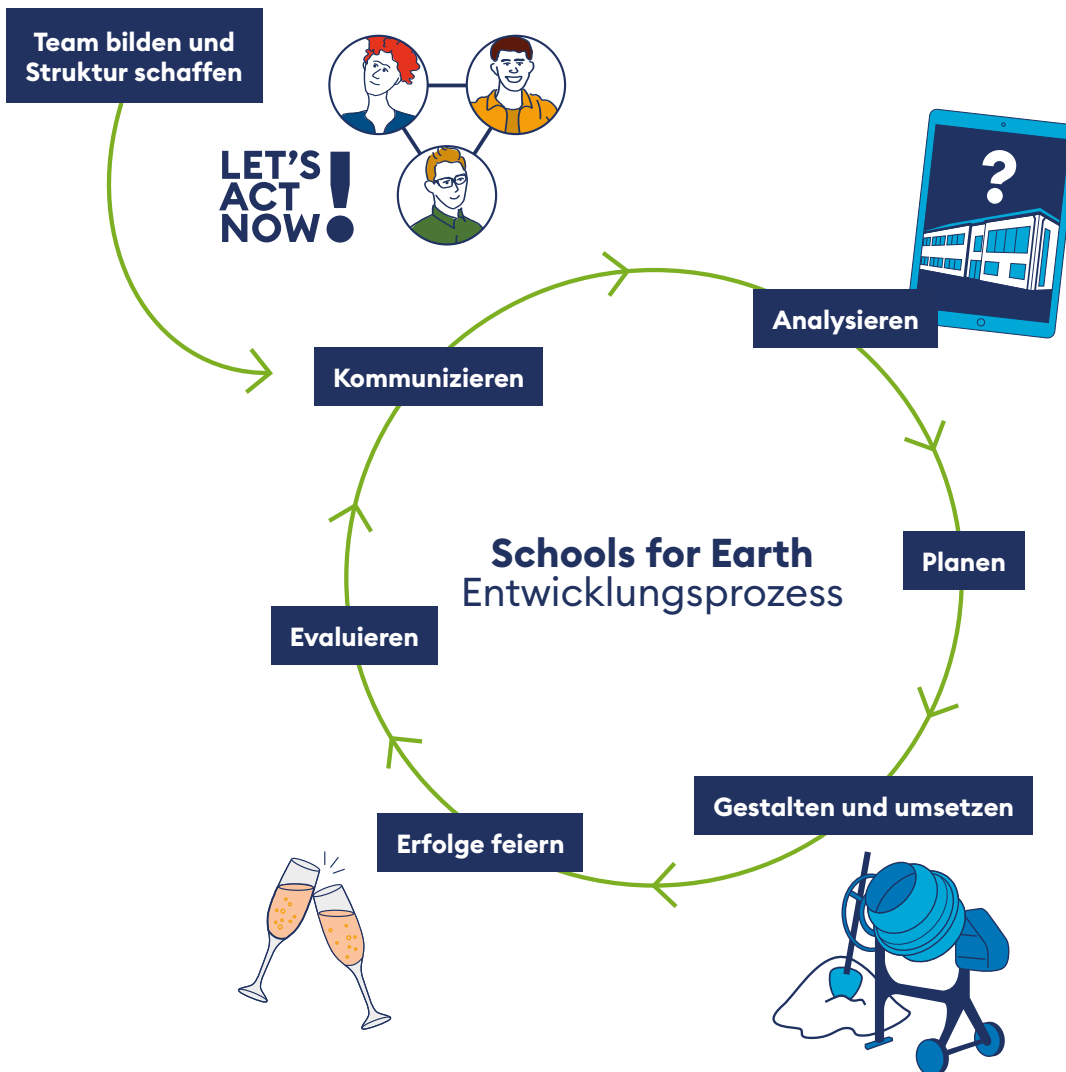 Team bilden und
Struktur schaffen
LET'S
ACT
NOW!
?
Analysieren
Kommunizieren
Schools for Earth
Entwicklungsprozess
Planen
Evaluieren
Gestalten und umsetzen
Erfolge feiern